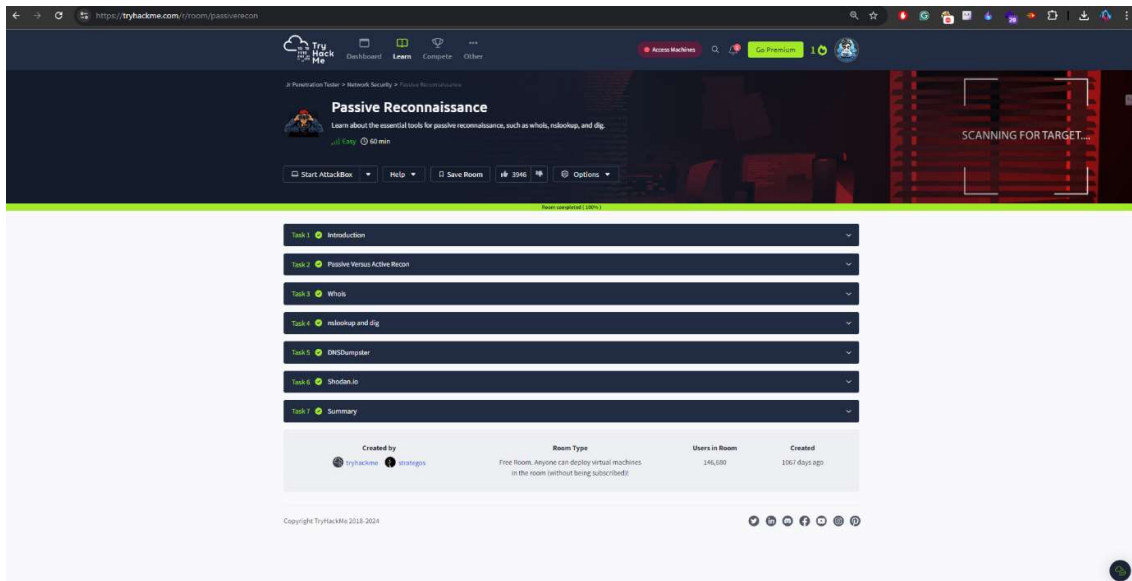 https://tryhackme.com/r/room/passiverecon
Try Hack Me
Dashboard Learn Compete Other
Access Machines
Go Premium 1
Jr Penetration Tester > Network Security > Passive Reconnaissance
Passive Reconnaissance
Learn about the essential tools for passive reconnaissance, such as whois, nslookup, and dig.
Easy 60 min
SCANNING FOR TARGET....
Start AttackBox Help Save Room 3946 Options
Room completed ( 100% )
Task 1 Introduction
Task 2 Passive Versus Active Recon
Task 3 Whois
Task 4 nslookup and dig
Task 5 DNSDumpster
Task 6 Shodan.io
Task 7 Summary
Created by Room Type Users in Room Created
tryhackme strategos Free Room. Anyone can deploy virtual machines in the room (without being subscribed)! 146,680 1067 days ago
Copyright TryHackMe 2018-2024